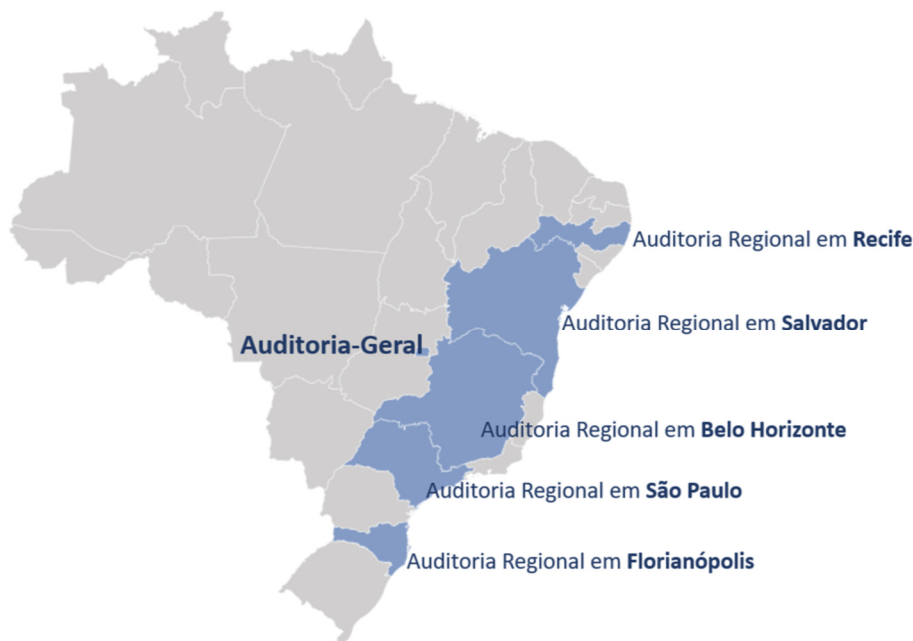 Auditoria Regional em Recife
Auditoria Regional em Salvador
Auditoria-Geral
Auditoria Regional em Belo Horizonte
Auditoria Regional em São Paulo
Auditoria Regional em Florianópolis